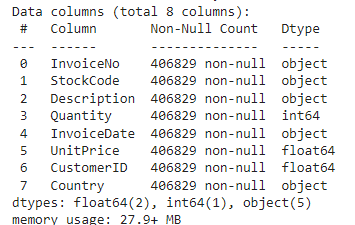 Data columns (total 8 columns):
#   Column       Non-Null Count   Dtype
---  ------       --------------   -----
0   InvoiceNo    406829 non-null  object
1   StockCode    406829 non-null  object
2   Description  406829 non-null  object
3   Quantity     406829 non-null  int64
4   InvoiceDate  406829 non-null  object
5   UnitPrice    406829 non-null  float64
6   CustomerID   406829 non-null  float64
7   Country      406829 non-null  object
dtypes: float64(2), int64(1), object(5)
memory usage: 27.9+ MB